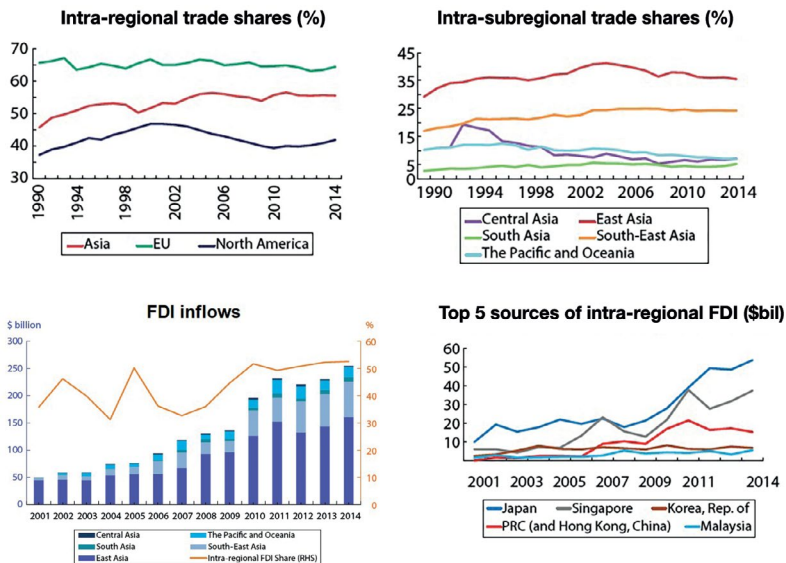 Intra-regional trade shares (%)
70
60
50
40
30
1990
1994
1998
2002
2006
2010
2014
Asia EU North America
Intra-subregional trade shares (%)
45
35
25
15
5
1990
1994
1998
2002
2006
2010
2014
Central Asia East Asia
South Asia South-East Asia
The Pacific and Oceania
FDI inflows
$ billion %
300 60
250 50
200 40
150 30
100 20
50 10
0 0
2001 2002 2003 2004 2005 2006 2007 2008 2009 2010 2011 2012 2013 2014
Central Asia The Pacific and Oceania
South Asia South-East Asia
East Asia Intra-regional FDI Share (RHS)
Top 5 sources of intra-regional FDI ($bil)
60
50
40
30
20
10
2001
2003
2005
2007
2009
2011
2014
Japan Singapore Korea, Rep. of
PRC (and Hong Kong, China) Malaysia